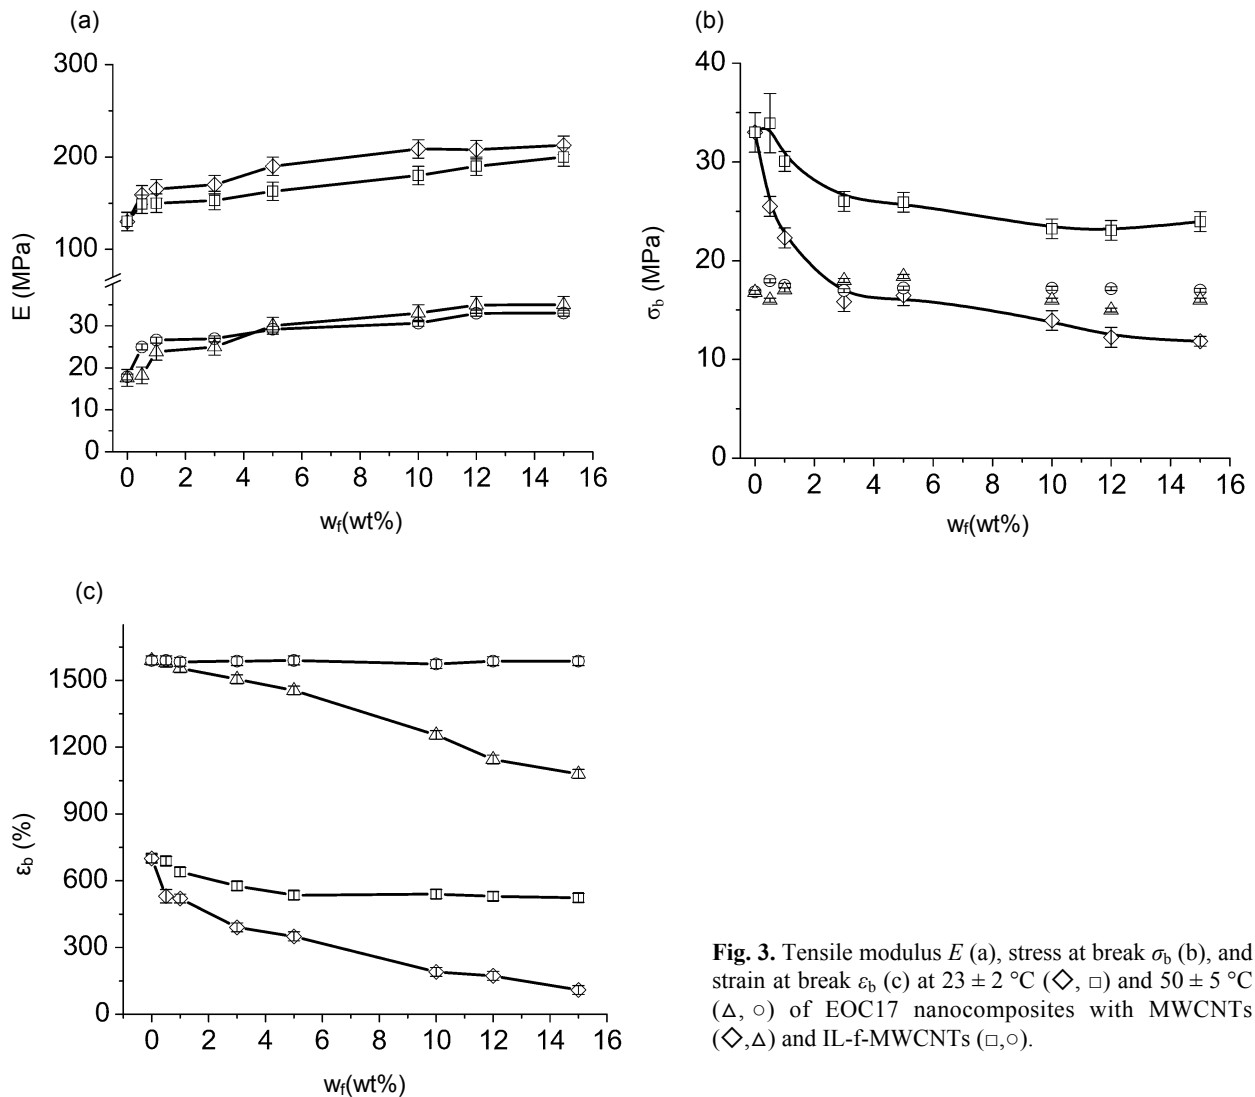 (a)
300
200
100
30
20
10
0
E (MPa)
0 2 4 6 8 10 12 14 16
w_f(wt%)
(b)
40
30
20
10
0
σ_b (MPa)
0 2 4 6 8 10 12 14 16
w_f(wt%)
(c)
1500
1200
900
600
300
0
ε_b (%)
0 2 4 6 8 10 12 14 16
w_f(wt%)
Fig. 3. Tensile modulus E (a), stress at break σ_b (b), and
strain at break ε_b (c) at 23 ± 2 °C (◇, □) and 50 ± 5 °C
(△, ○) of EOC17 nanocomposites with MWCNTs
(◇,△) and IL-f-MWCNTs (□,○).